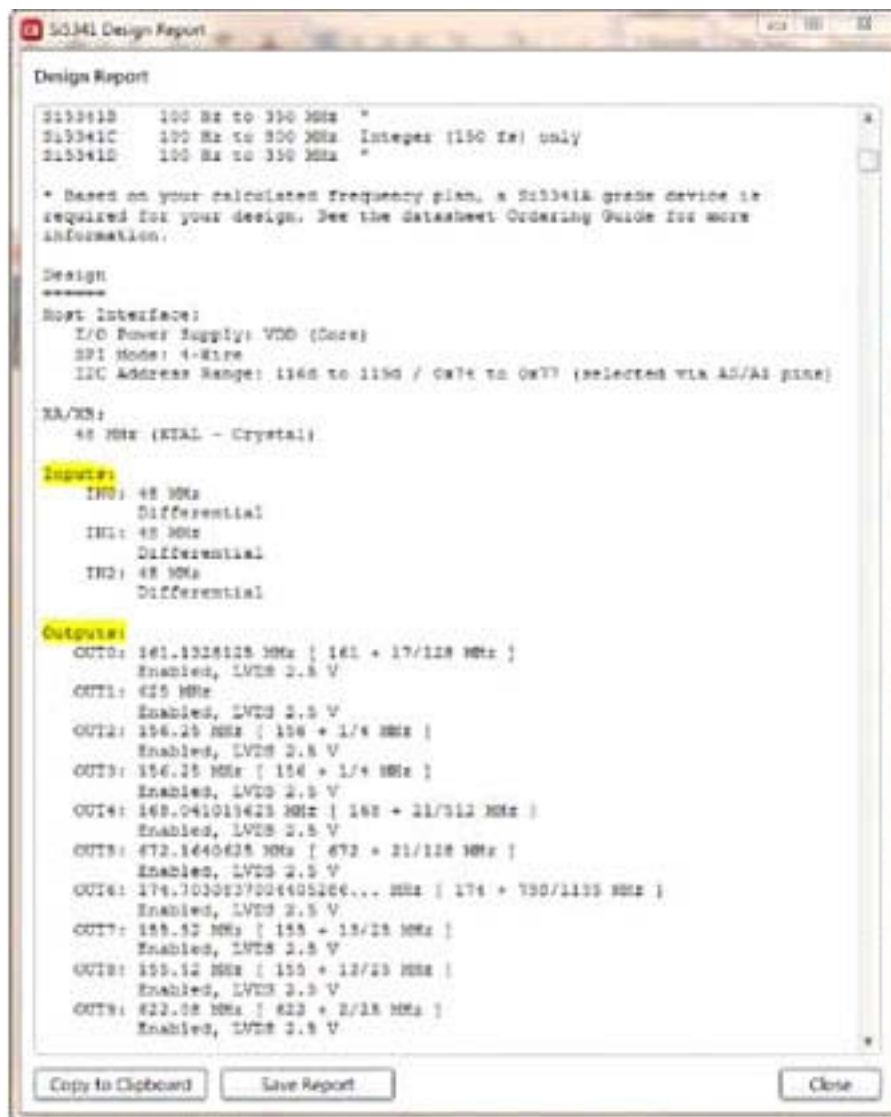 Si5341 Design Report
Design Report
Si5341B 100 Hz to 350 MHz "
Si5341C 100 Hz to 800 MHz Integer (150 fs) only
Si5341D 100 Hz to 350 MHz "
* Based on your calculated frequency plan, a Si5341A grade device is
required for your design. See the datasheet Ordering Guide for more
information.
Design
======
Host Interface:
I/O Power Supply: VDD (Core)
SPI Mode: 4-Wire
I2C Address Range: 116d to 119d / 0x74 to 0x77 (selected via A0/A1 pins)
XA/XB:
48 MHz (XTAL - Crystal)
Inputs:
IN0: 48 MHz
Differential
IN1: 48 MHz
Differential
IN2: 48 MHz
Differential
Outputs:
OUT0: 161.1328125 MHz [ 161 + 17/128 MHz ]
Enabled, LVDS 2.5 V
OUT1: 625 MHz
Enabled, LVDS 2.5 V
OUT2: 156.25 MHz [ 156 + 1/4 MHz ]
Enabled, LVDS 2.5 V
OUT3: 156.25 MHz [ 156 + 1/4 MHz ]
Enabled, LVDS 2.5 V
OUT4: 168.041015625 MHz [ 168 + 21/512 MHz ]
Enabled, LVDS 2.5 V
OUT5: 672.1640625 MHz [ 672 + 21/128 MHz ]
Enabled, LVDS 2.5 V
OUT6: MHz [ 174 + MHz ]
Enabled, LVDS 2.5 V
OUT7: 155.52 MHz [ 155 + 13/25 MHz ]
Enabled, LVDS 2.5 V
OUT8: 155.52 MHz [ 155 + 13/25 MHz ]
Enabled, LVDS 2.5 V
OUT9: 622.08 MHz [ 622 + 2/25 MHz ]
Enabled, LVDS 2.5 V
Copy to Clipboard Save Report Close